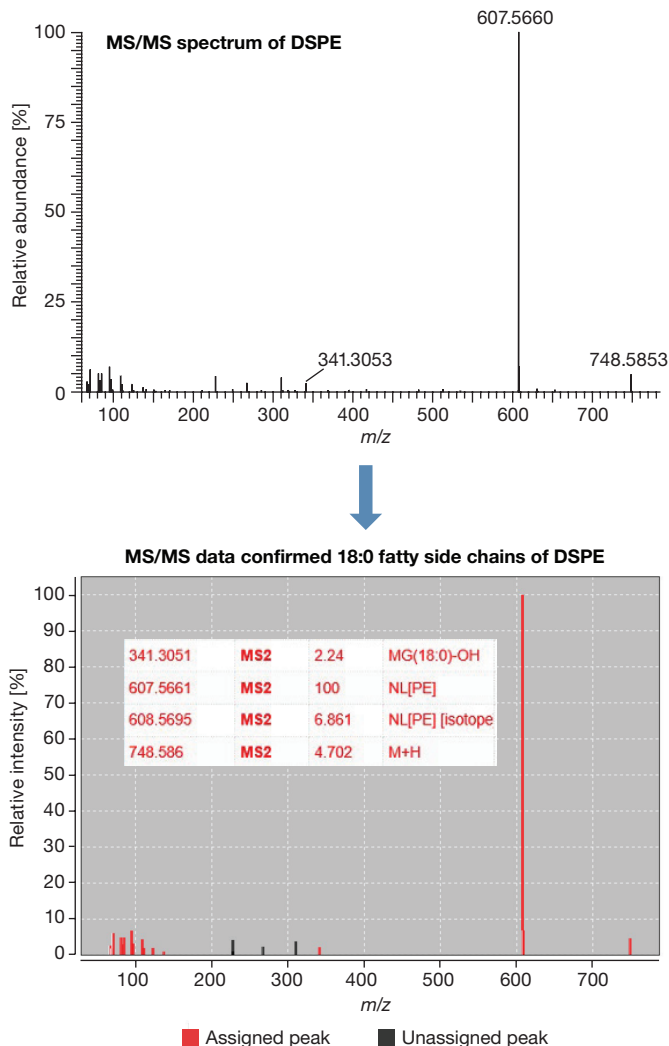 MS/MS spectrum of DSPE
607.5660
341.3053
748.5853
Relative abundance [%]
100
75
50
25
0
100 200 300 400 500 600 700
m/z
MS/MS data confirmed 18:0 fatty side chains of DSPE
Relative intensity [%]
100
90
80
70
60
50
40
30
20
10
0
341.3051 MS2 2.24 MG(18:0)-OH
607.5661 MS2 100 NL[PE]
608.5695 MS2 6.861 NL[PE] [isotope
748.586 MS2 4.702 M+H
100 200 300 400 500 600 700
m/z
Assigned peak Unassigned peak